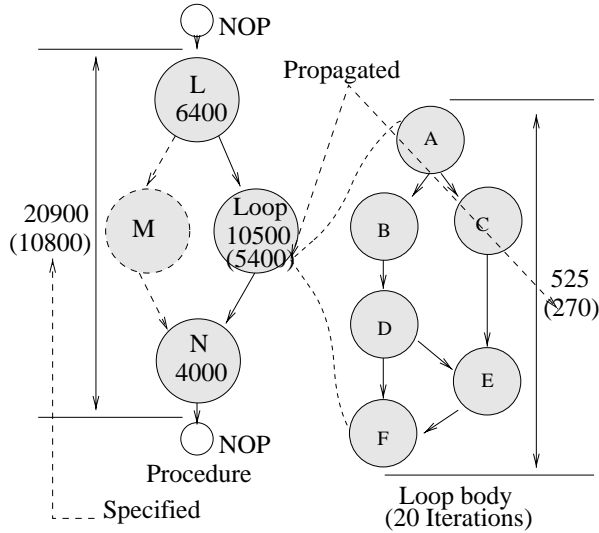 NOP
L
6400
Propagated
A
20900
(10800)
M
Loop
10500
(5400)
B
C
525
(270)
D
N
4000
E
F
NOP
Procedure
Specified
Loop body
(20 Iterations)